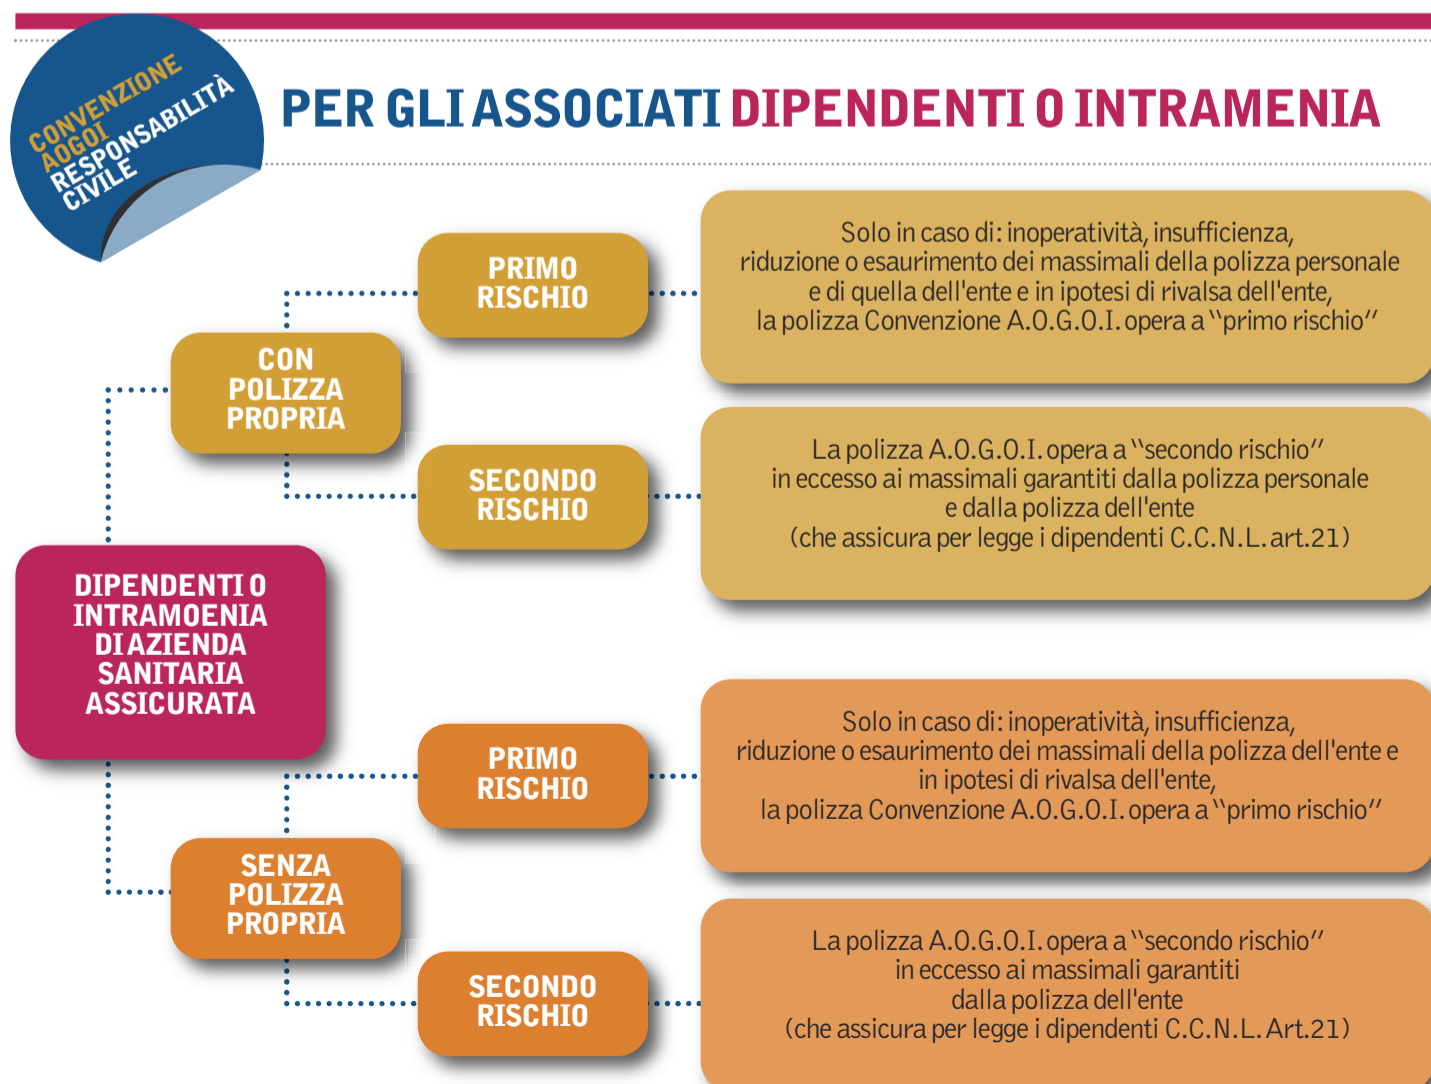 CONVENZIONE
AOGOI
RESPONSABILITÀ
CIVILE
PER GLI ASSOCIATI DIPENDENTI O INTRAMENIA
PRIMO
RISCHIO
Solo in caso di: inoperatività, insufficienza,
riduzione o esaurimento dei massimali della polizza personale
e di quella dell'ente e in ipotesi di rivalsa dell'ente,
la polizza Convenzione A.O.G.O.I. opera a “primo rischio”
CON
POLIZZA
PROPRIA
SECONDO
RISCHIO
La polizza A.O.G.O.I. opera a “secondo rischio”
in eccesso ai massimali garantiti dalla polizza personale
e dalla polizza dell'ente
(che assicura per legge i dipendenti C.C.N.L. art.21)
DIPENDENTI O
INTRAMOENIA
DI AZIENDA
SANITARIA
ASSICURATA
PRIMO
RISCHIO
Solo in caso di: inoperatività, insufficienza,
riduzione o esaurimento dei massimali della polizza dell'ente e
in ipotesi di rivalsa dell'ente,
la polizza Convenzione A.O.G.O.I. opera a “primo rischio”
SENZA
POLIZZA
PROPRIA
SECONDO
RISCHIO
La polizza A.O.G.O.I. opera a “secondo rischio”
in eccesso ai massimali garantiti
dalla polizza dell'ente
(che assicura per legge i dipendenti C.C.N.L. Art.21)